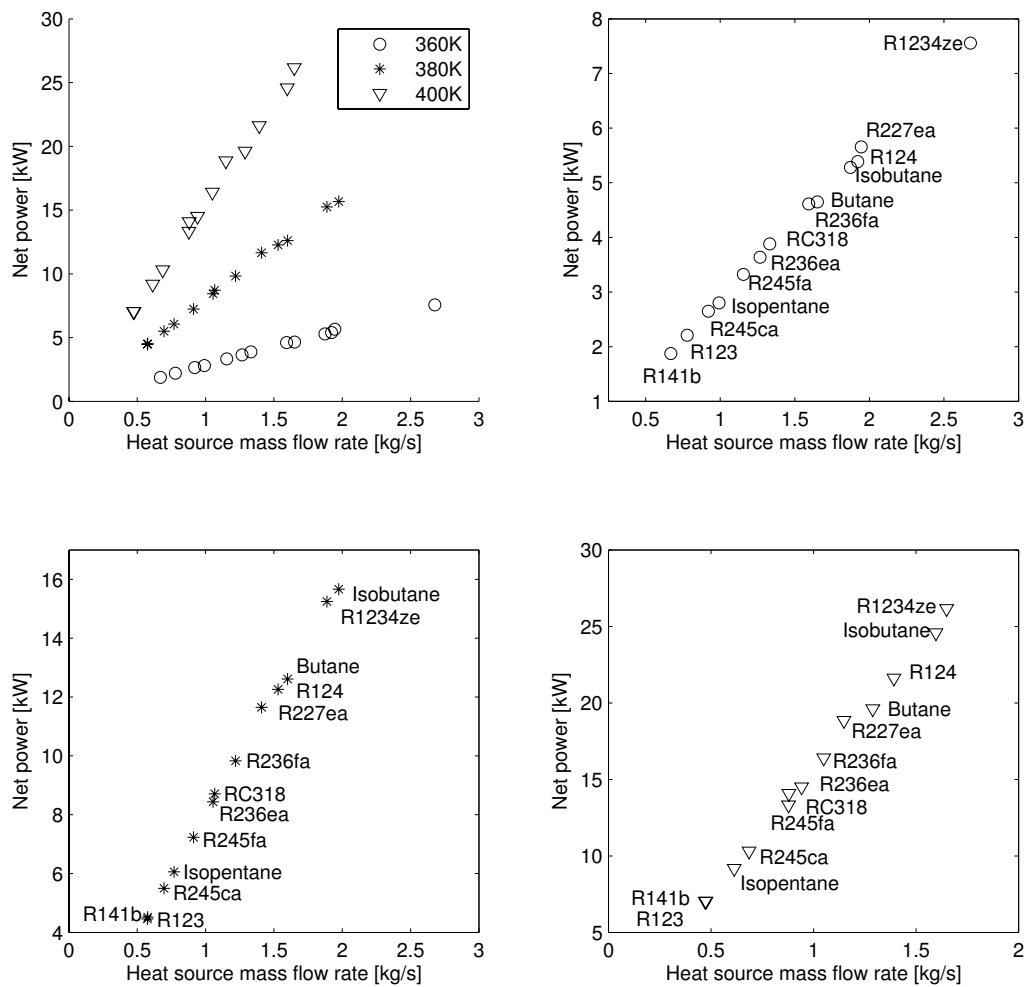 30
25
20
15
10
5
0
Net power [kW]
360K
380K
400K
0 0.5 1 1.5 2 2.5 3
Heat source mass flow rate [kg/s]
8
7
6
5
4
3
2
1
Net power [kW]
R1234ze
R227ea
R124
Isobutane
Butane
R236fa
RC318
R236ea
R245fa
Isopentane
R245ca
R123
R141b
0.5 1 1.5 2 2.5 3
Heat source mass flow rate [kg/s]
16
14
12
10
8
6
4
Net power [kW]
Isobutane
R1234ze
Butane
R124
R227ea
R236fa
RC318
R236ea
R245fa
Isopentane
R245ca
R141b
R123
0 0.5 1 1.5 2 2.5 3
Heat source mass flow rate [kg/s]
30
25
20
15
10
5
Net power [kW]
R1234ze
Isobutane
R124
Butane
R227ea
R236fa
R236ea
RC318
R245fa
R245ca
Isopentane
R141b
R123
0 0.5 1 1.5 2
Heat source mass flow rate [kg/s]